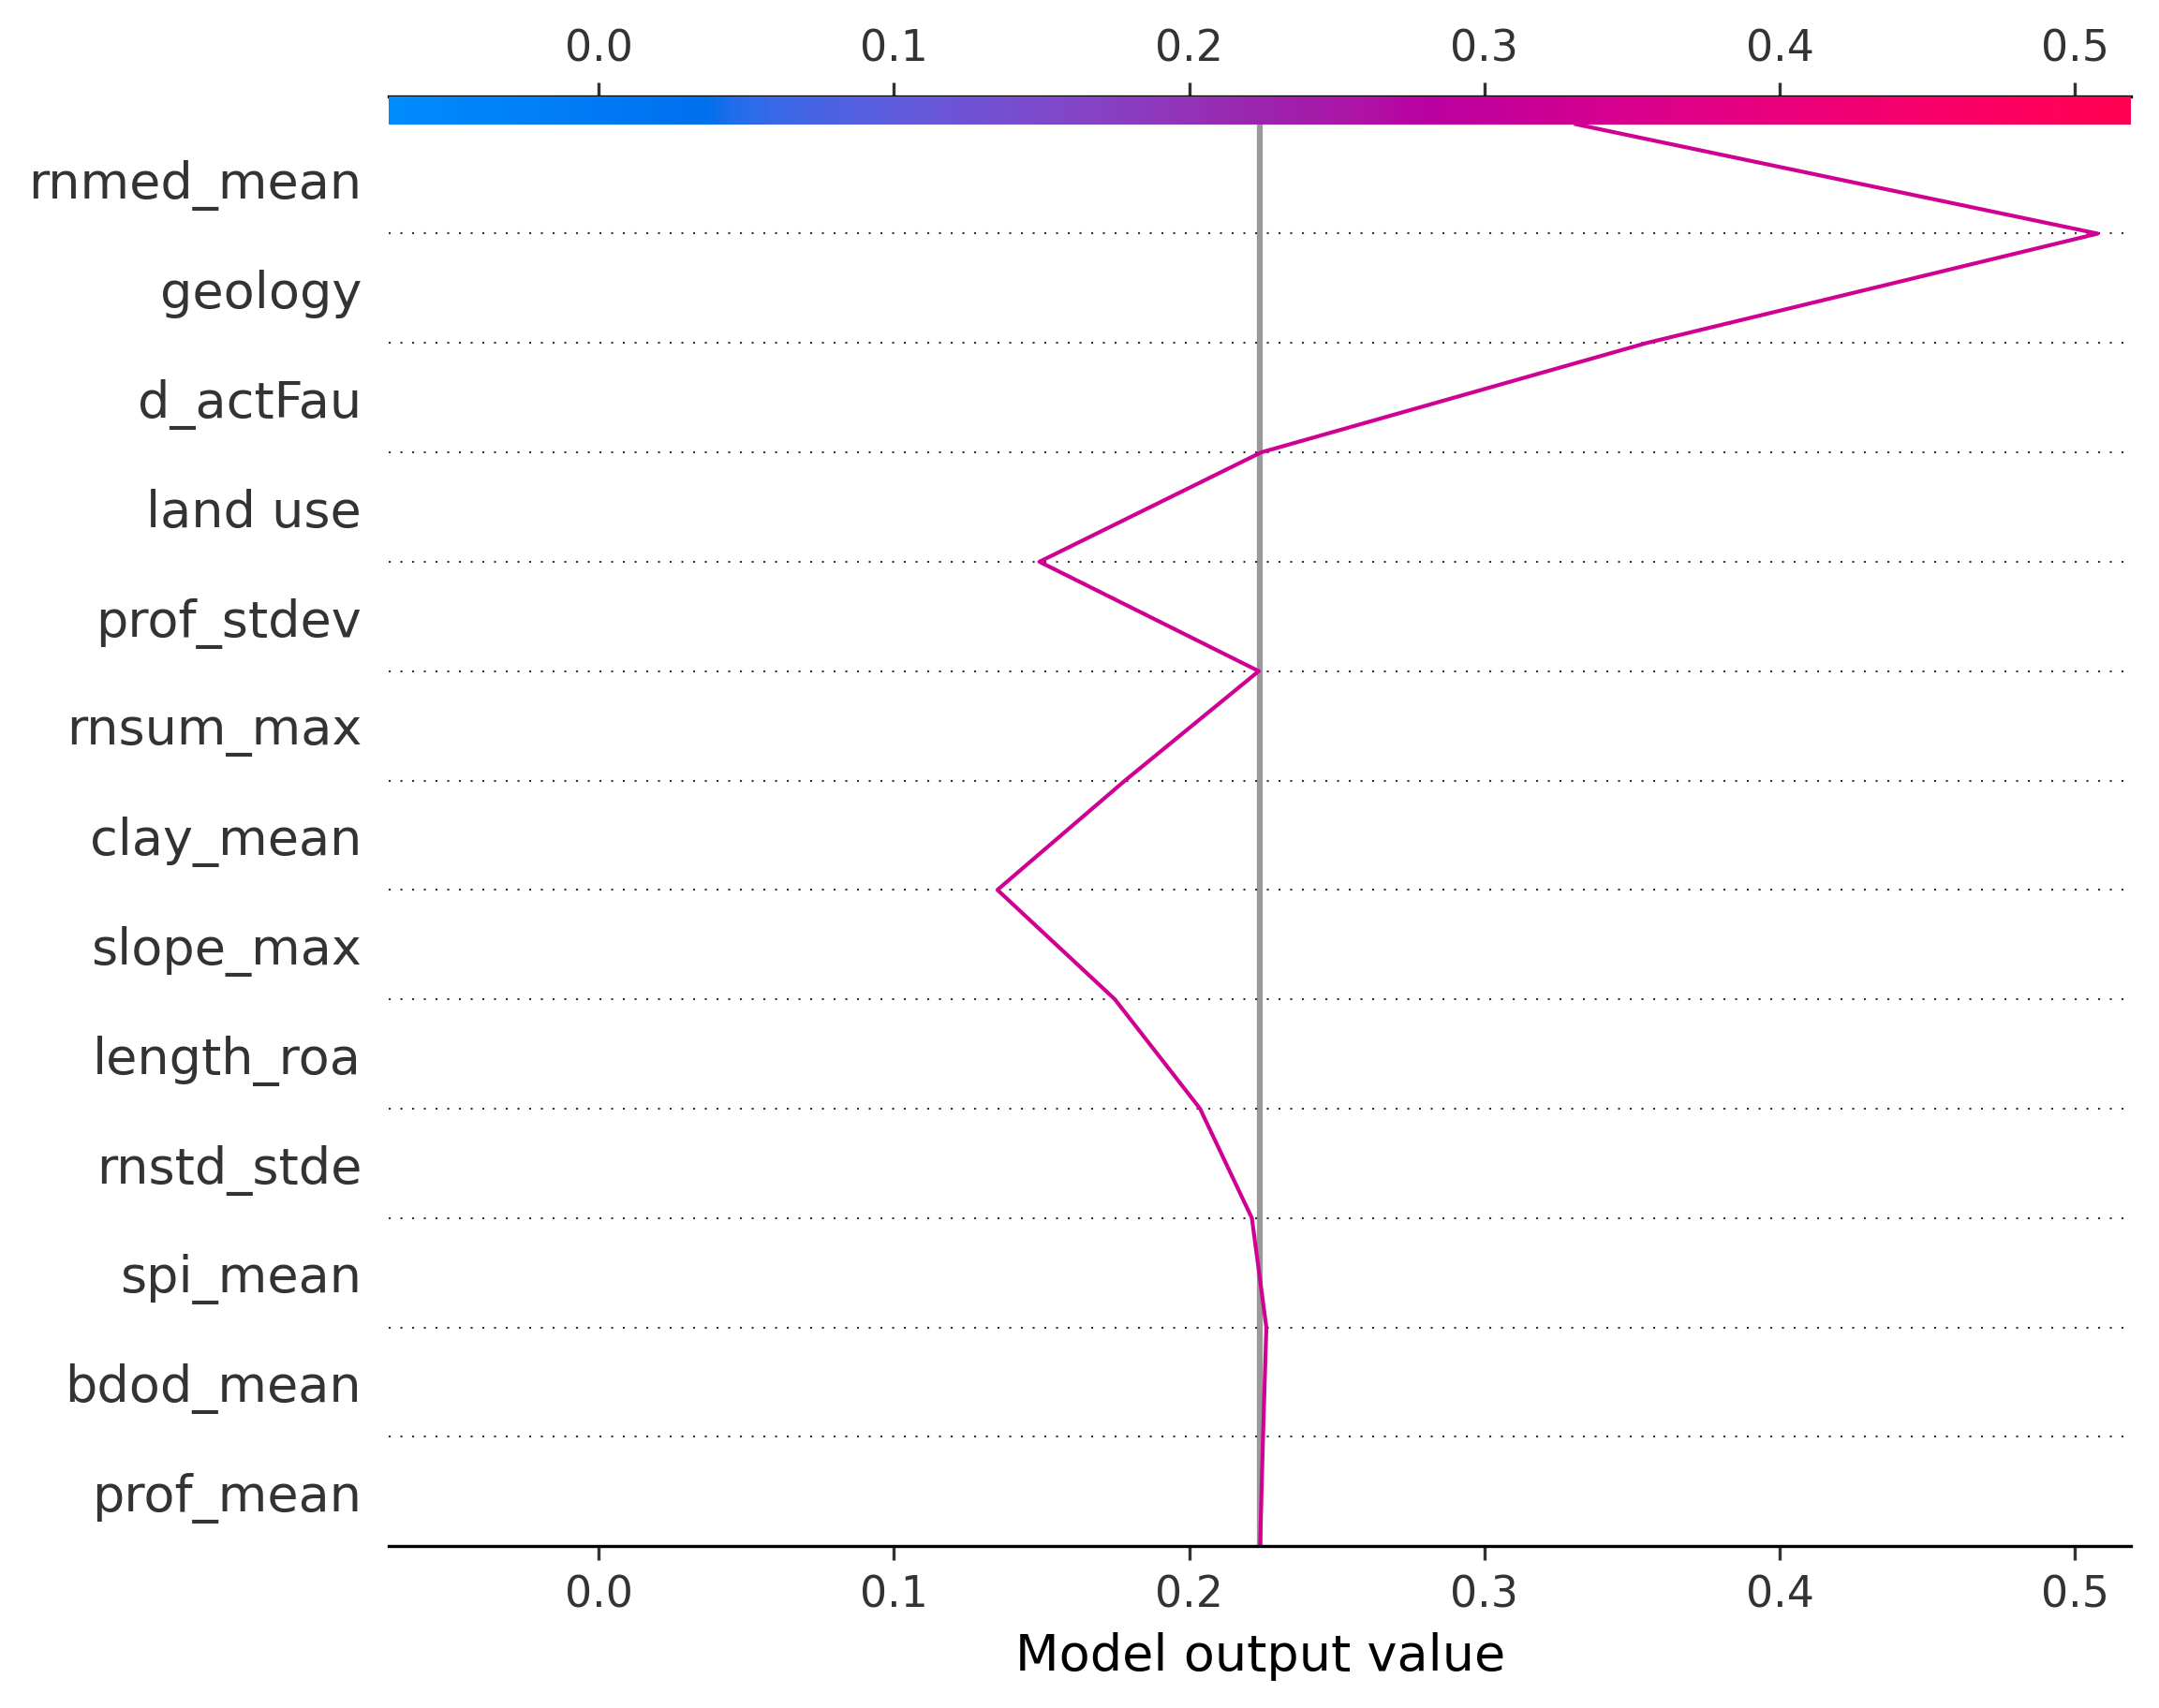 0.0 0.1 0.2 0.3 0.4 0.5
rnmed_mean
geology
d_actFau
land use
prof_stdev
rnsum_max
clay_mean
slope_max
length_roa
rnstd_stde
spi_mean
bdod_mean
prof_mean
0.0 0.1 0.2 0.3 0.4 0.5
Model output value